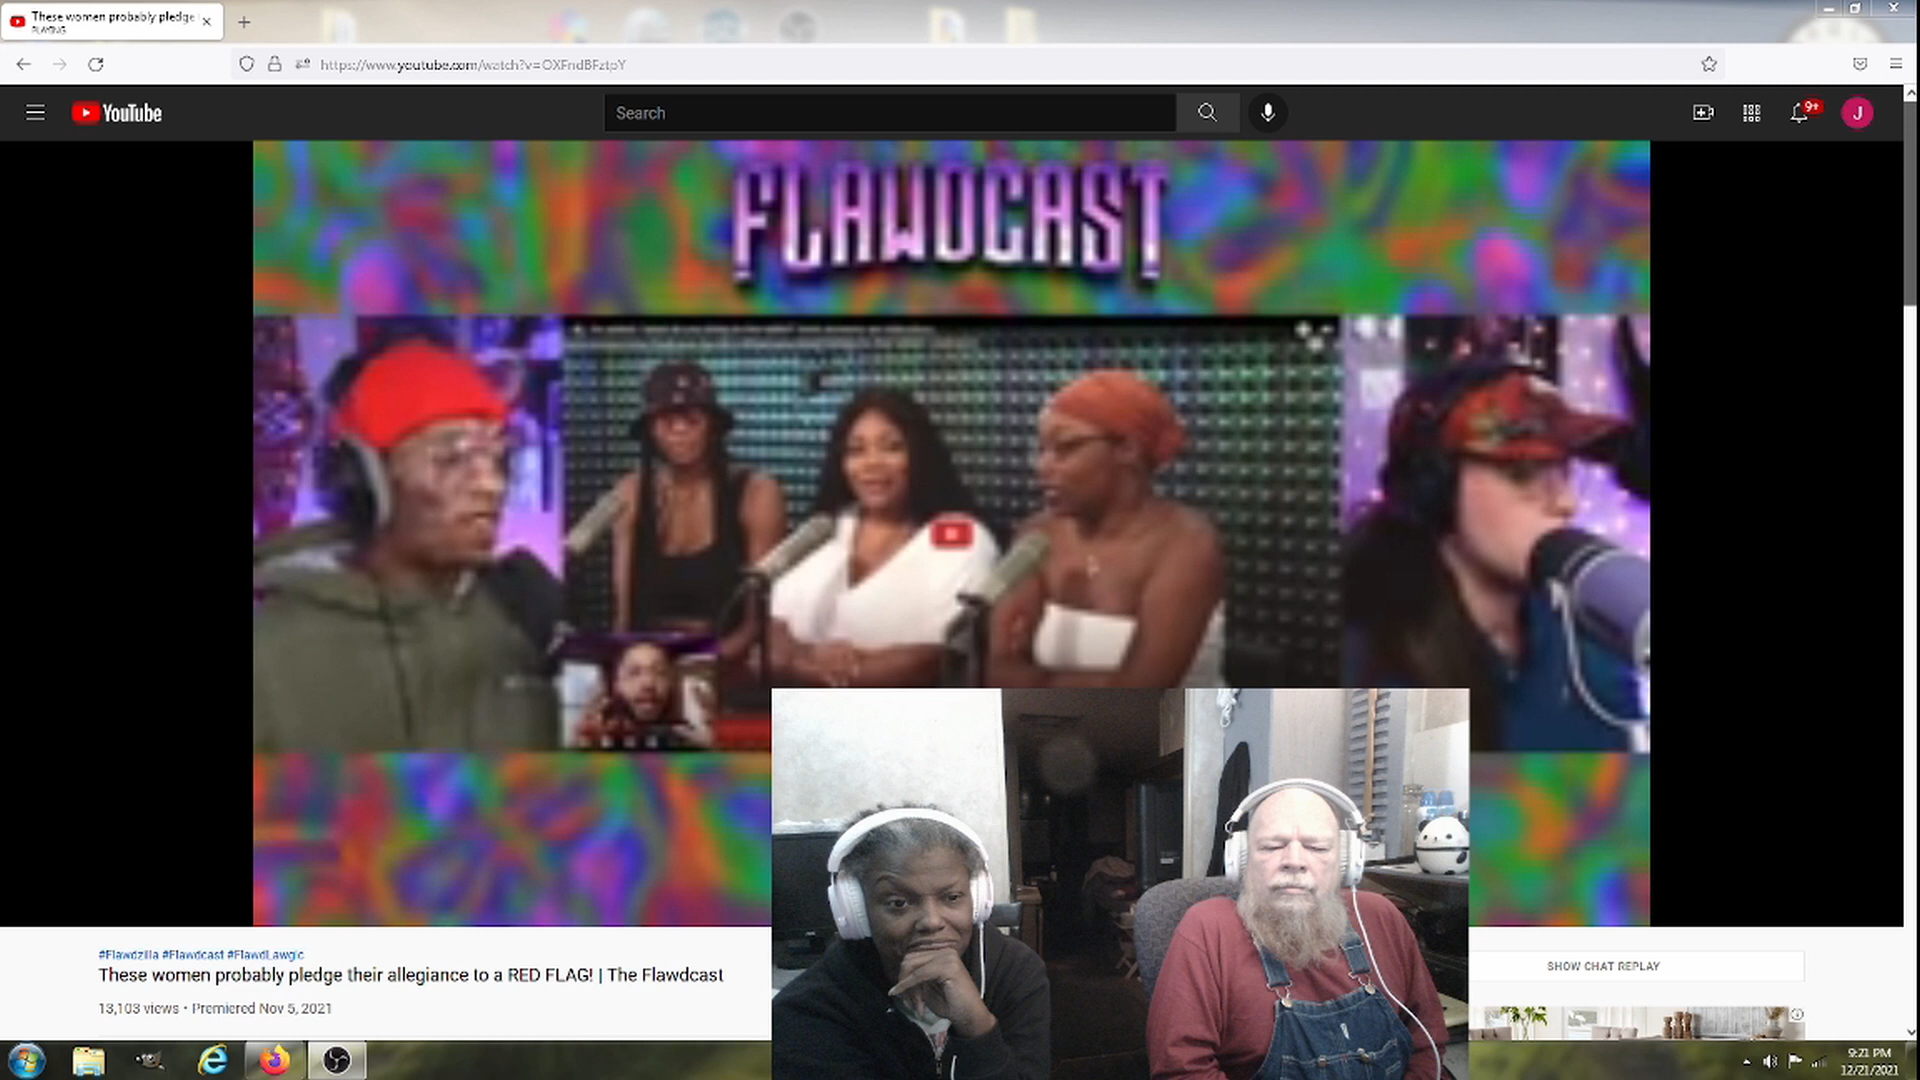 These women probably pledge
PLAYING
https://www.youtube.com/watch?v=OXFndBFztpY
YouTube
Search
9+
J
FLAWDCAST
#Flawdzilla #Flawdcast #FlawdLawgic
These women probably pledge their allegiance to a RED FLAG! | The Flawdcast
13,103 views • Premiered Nov 5, 2021
SHOW CHAT REPLAY
9:21 PM
12/21/2021